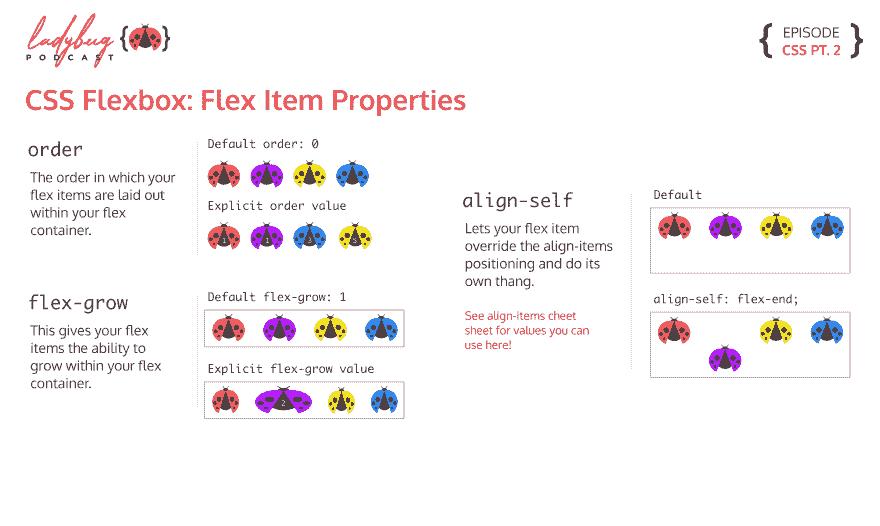 ladybug
PODCAST
EPISODE
CSS PT. 2
CSS Flexbox: Flex Item Properties
order
The order in which your
flex items are laid out
within your flex
container.
Default order: 0
Explicit order value
1 1 3
flex-grow
This gives your flex
items the ability to
grow within your flex
container.
Default flex-grow: 1
Explicit flex-grow value
2
align-self
Lets your flex item
override the align-items
positioning and do its
own thang.
See align-items cheet
sheet for values you can
use here!
Default
align-self: flex-end;